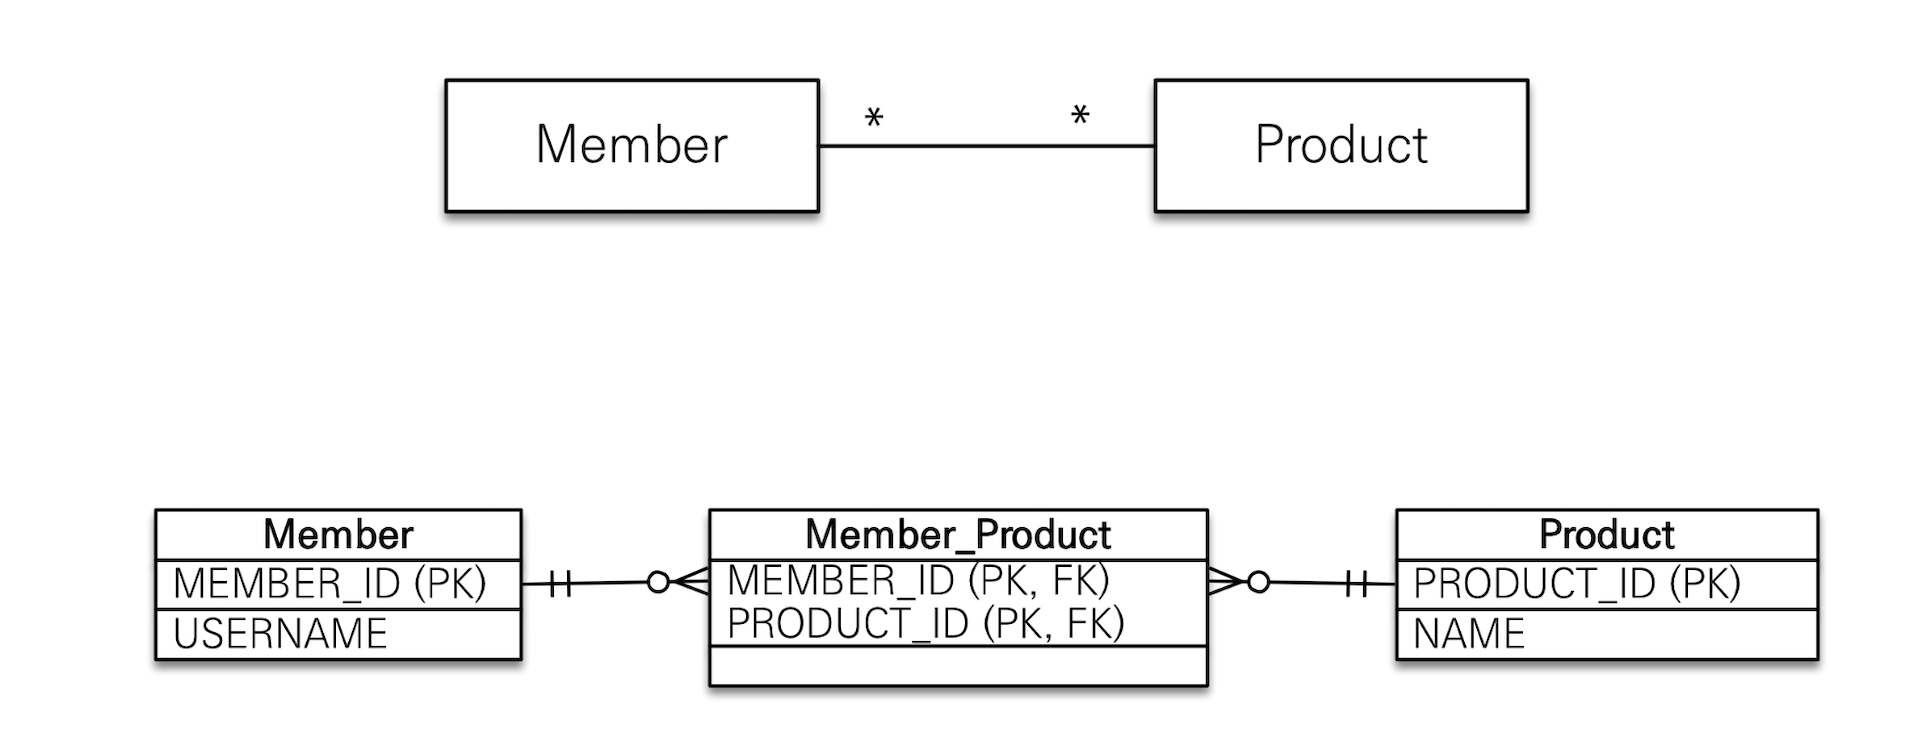 Member
*
*
Product
Member
MEMBER_ID (PK)
USERNAME
Member_Product
MEMBER_ID (PK, FK)
PRODUCT_ID (PK, FK)
Product
PRODUCT_ID (PK)
NAME